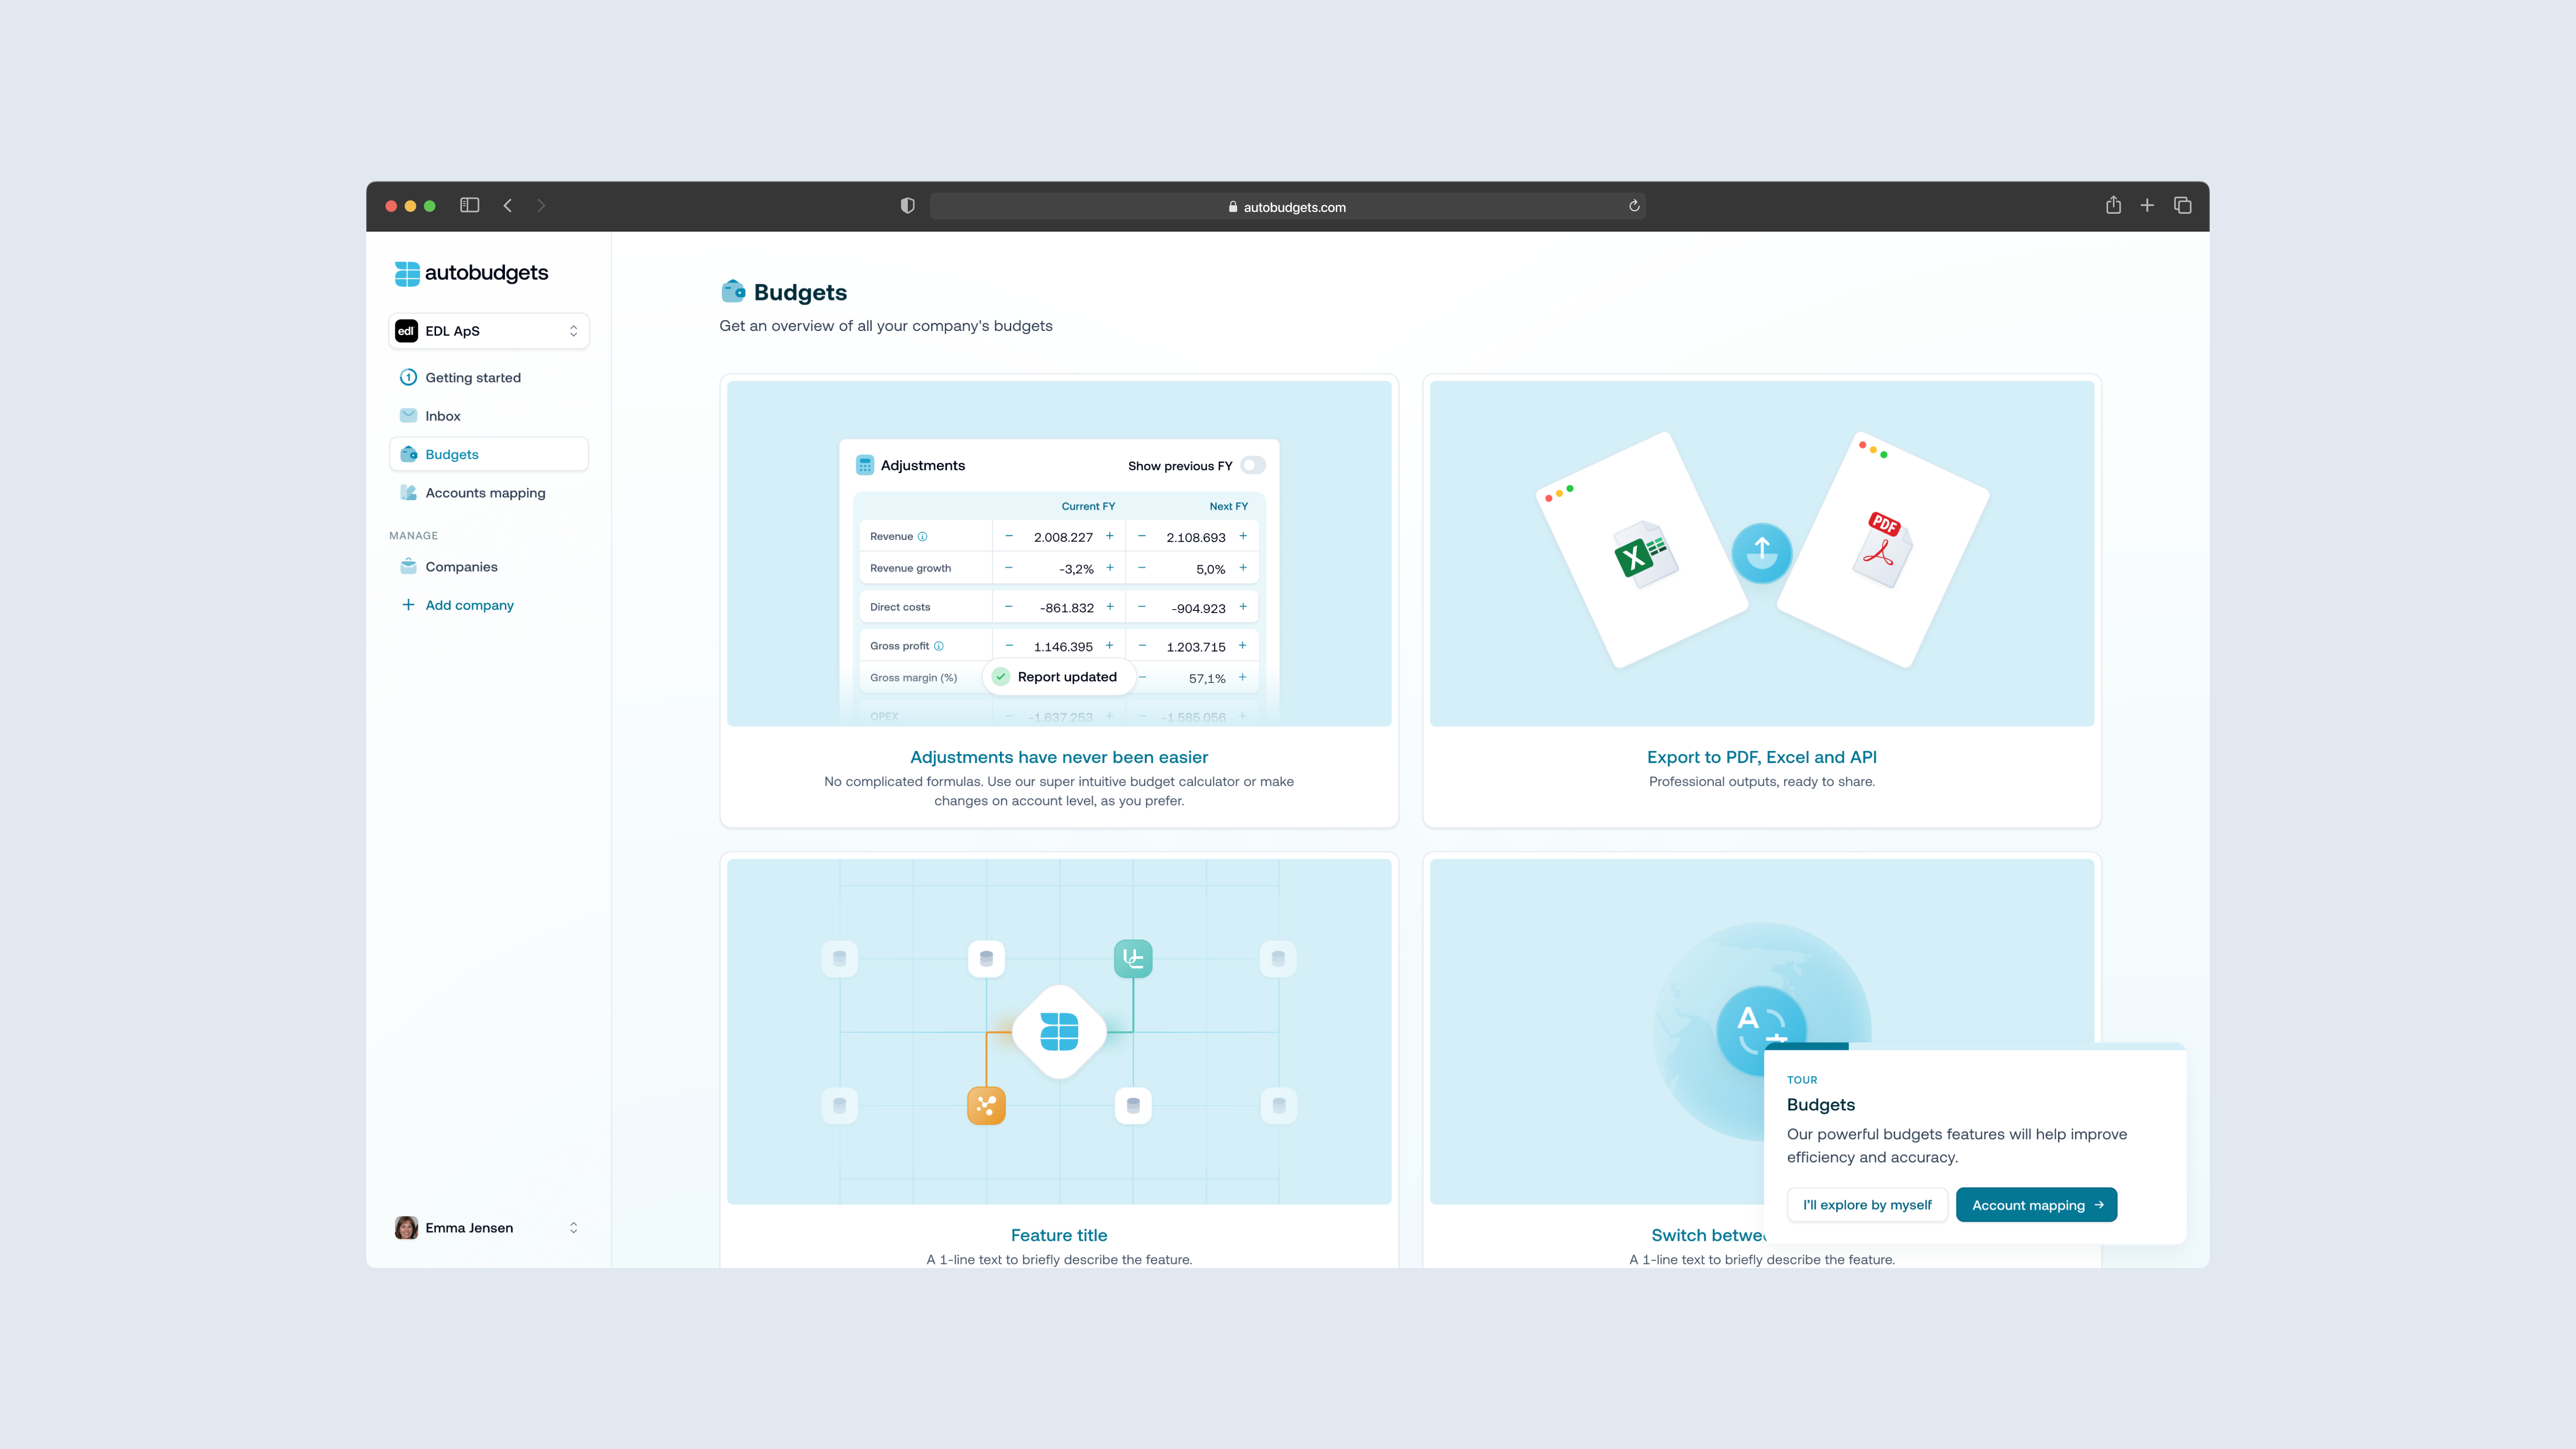 autobudgets.com
autobudgets
edl EDL ApS
1 Getting started
Inbox
Budgets
Accounts mapping
MANAGE
Companies
Add company
Emma Jensen
Budgets
Get an overview of all your company's budgets
Adjustments Show previous FY
Current FY Next FY
Revenue − 2.008.227 + − 2.108.693 +
Revenue growth − -3,2% + − 5,0% +
Direct costs − -861.832 + − -904.923 +
Gross profit − 1.146.395 + − 1.203.715 +
Gross margin (%) Report updated − 57,1% +
OPEX − -1.637.253 + − -1.585.056 +
Adjustments have never been easier
No complicated formulas. Use our super intuitive budget calculator or make
changes on account level, as you prefer.
X PDF
Export to PDF, Excel and API
Professional outputs, ready to share.
Feature title
A 1-line text to briefly describe the feature.
A
Switch
A 1-line text to briefly describe the feature.
TOUR
Budgets
Our powerful budgets features will help improve
efficiency and accuracy.
I'll explore by myself Account mapping →